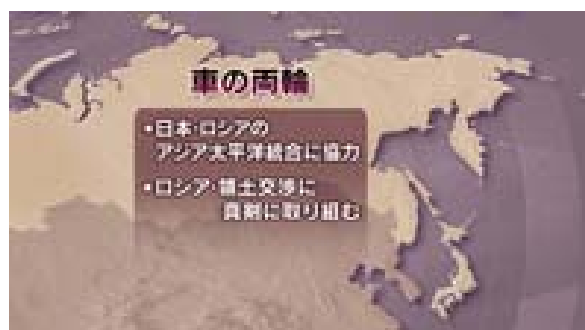 車の両輪
・日本・ロシアの
アジア太平洋統合に協力
・ロシア・領土交渉に
真剣に取り組む